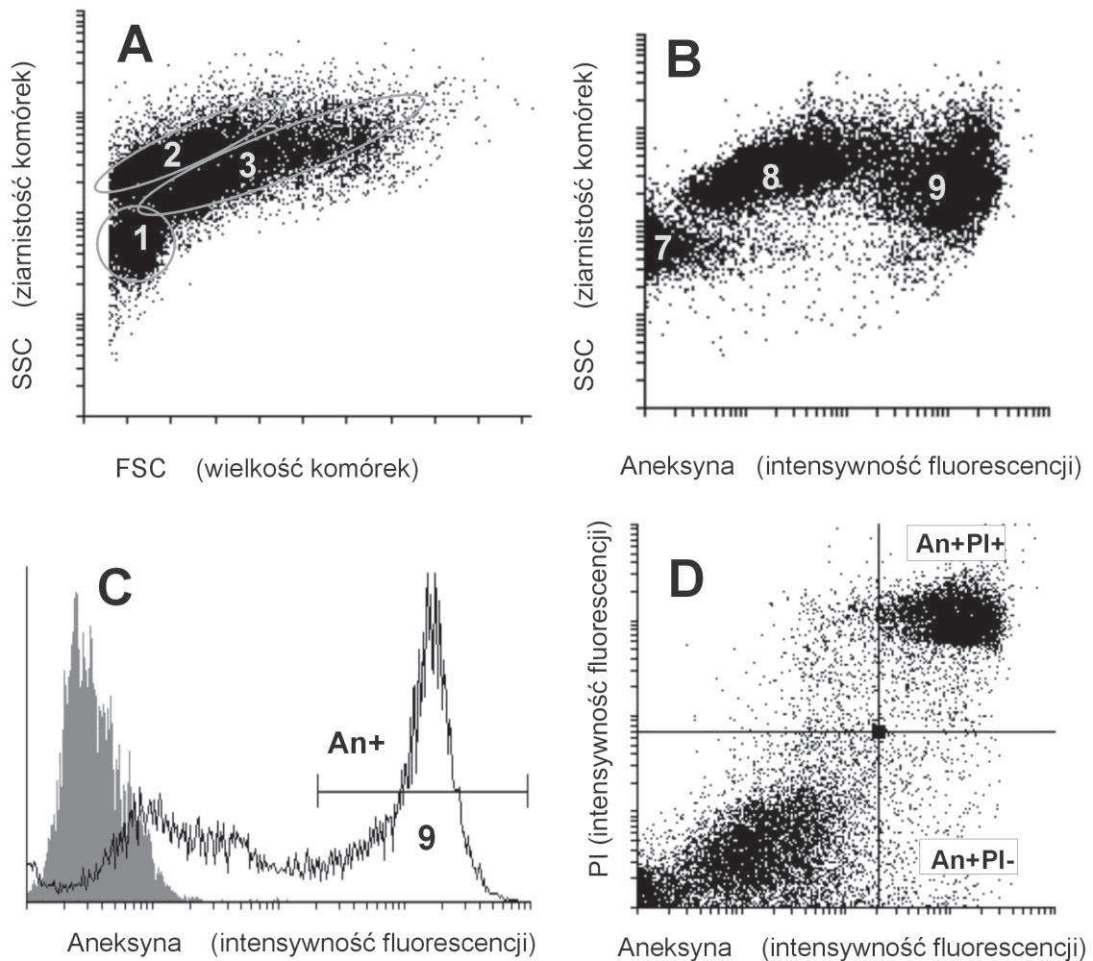 A
SSC (ziarnistość komórek)
2
3
1
FSC (wielkość komórek)
B
SSC (ziarnistość komórek)
8
9
7
Aneksyna (intensywność fluorescencji)
C
An+
9
Aneksyna (intensywność fluorescencji)
D
PI (intensywność fluorescencji)
An+PI+
An+PI-
Aneksyna (intensywność fluorescencji)